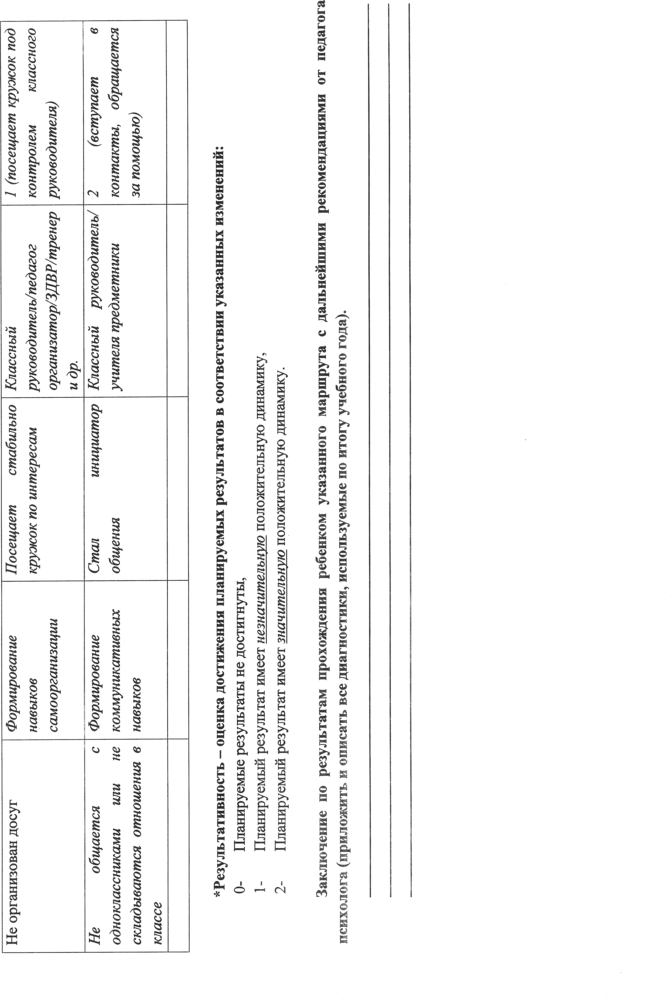 Не организован досуг
Формирование
навыков
самоорганизации
Посещает стабильно
кружок по интересам
Классный
руководитель/педагог
организатор/ЗДВР/тренер
и др.
1 (посещает кружок под
контролем классного
руководителя)
Не общается с
одноклассниками или не
складываются отношения в
классе
Формирование
коммуникативных
навыков
Стал инициатор
общения
Классный руководитель/
учителя предметники
2 (вступает в
контакты, обращается
за помощью)
*Результативность – оценка достижения планируемых результатов в соответствии указанных изменений:
0- Планируемые результаты не достигнуты,
1- Планируемый результат имеет незначительную положительную динамику,
2- Планируемый результат имеет значительную положительную динамику.
Заключение по результатам прохождения ребенком указанного маршрута с дальнейшими рекомендациями от педагога
психолога (приложить и описать все диагностики, используемые по итогу учебного года).